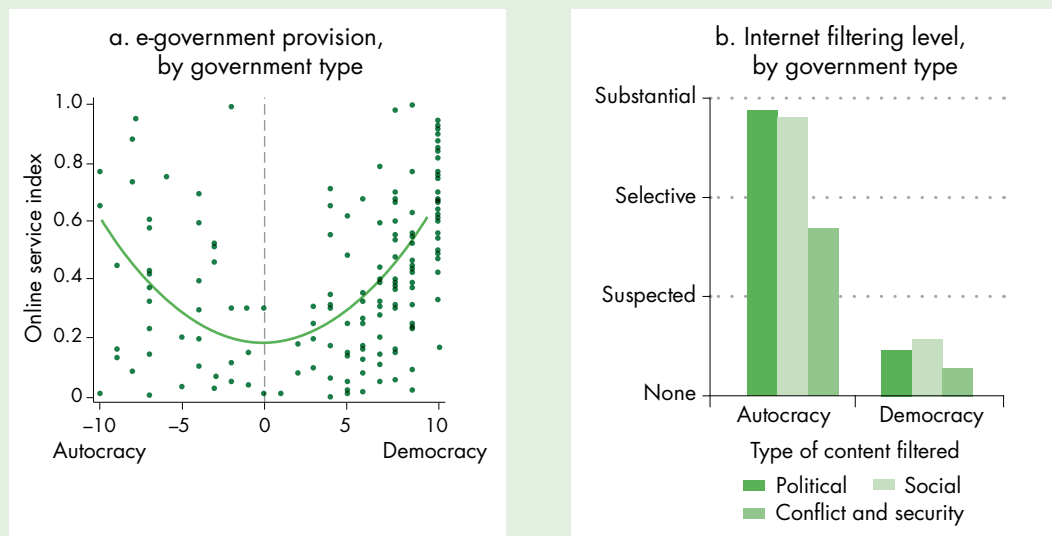 a. e-government provision,
by government type
Online service index
1.0
0.8
0.6
0.4
0.2
0
–10
–5
0
5
10
Autocracy
Democracy
b. Internet filtering level,
by government type
Substantial
Selective
Suspected
None
Autocracy
Democracy
Type of content filtered
Political
Social
Conflict and security